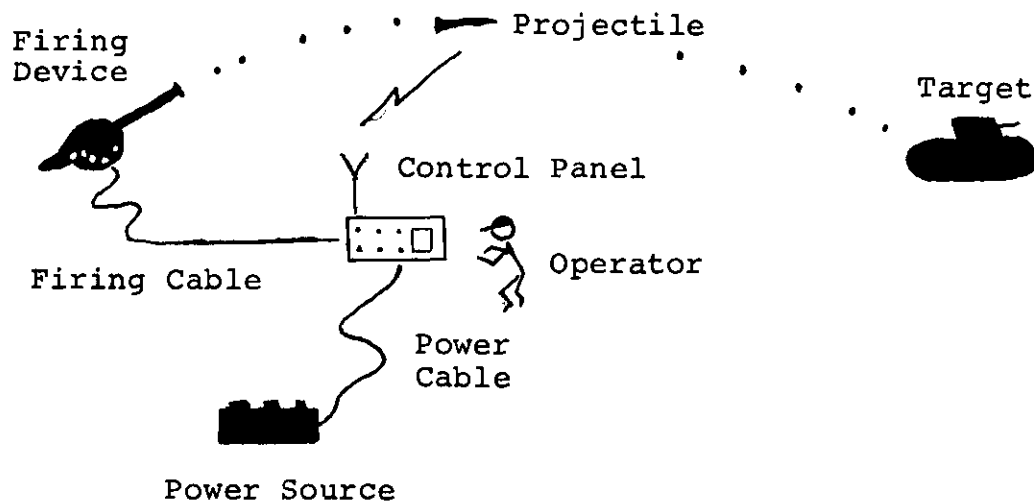 Firing
Device
Projectile
Target
Control Panel
Operator
Firing Cable
Power
Cable
Power Source